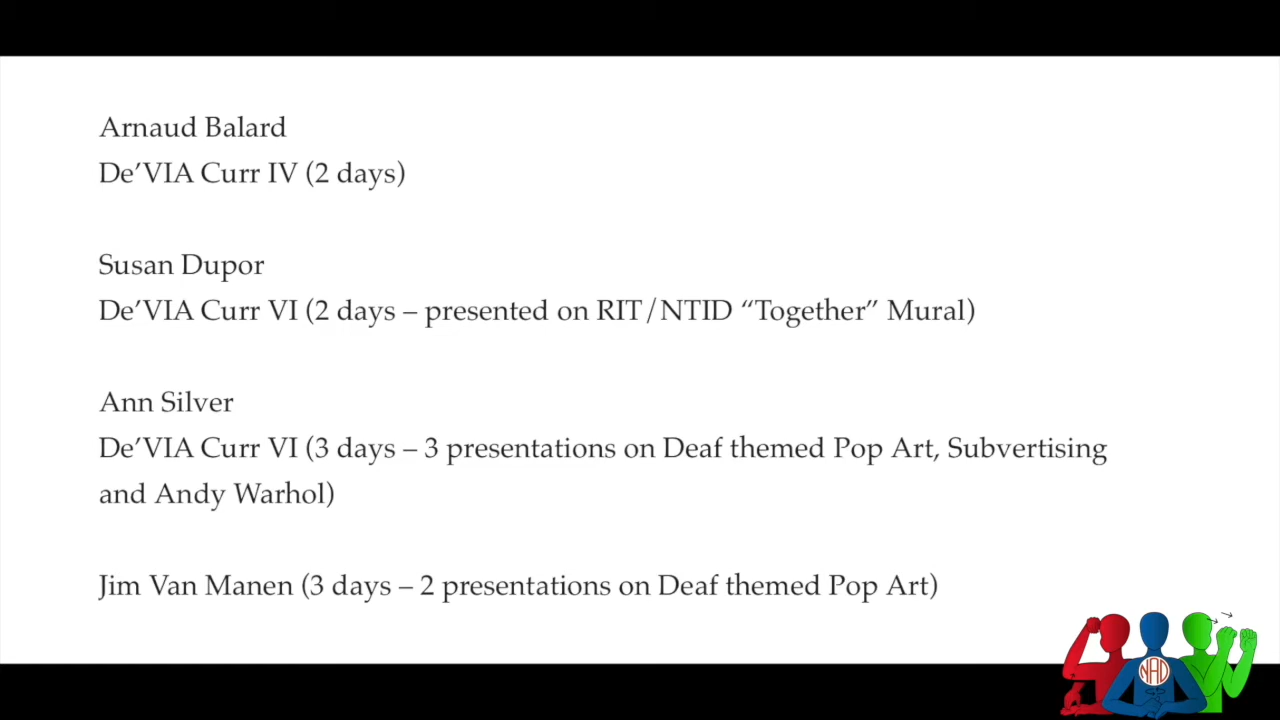 Arnaud Balard
De’VIA Curr IV (2 days)
Susan Dupor
De’VIA Curr VI (2 days – presented on RIT/NTID “Together” Mural)
Ann Silver
De’VIA Curr VI (3 days – 3 presentations on Deaf themed Pop Art, Subvertising
and Andy Warhol)
Jim Van Manen (3 days – 2 presentations on Deaf themed Pop Art)
NAD